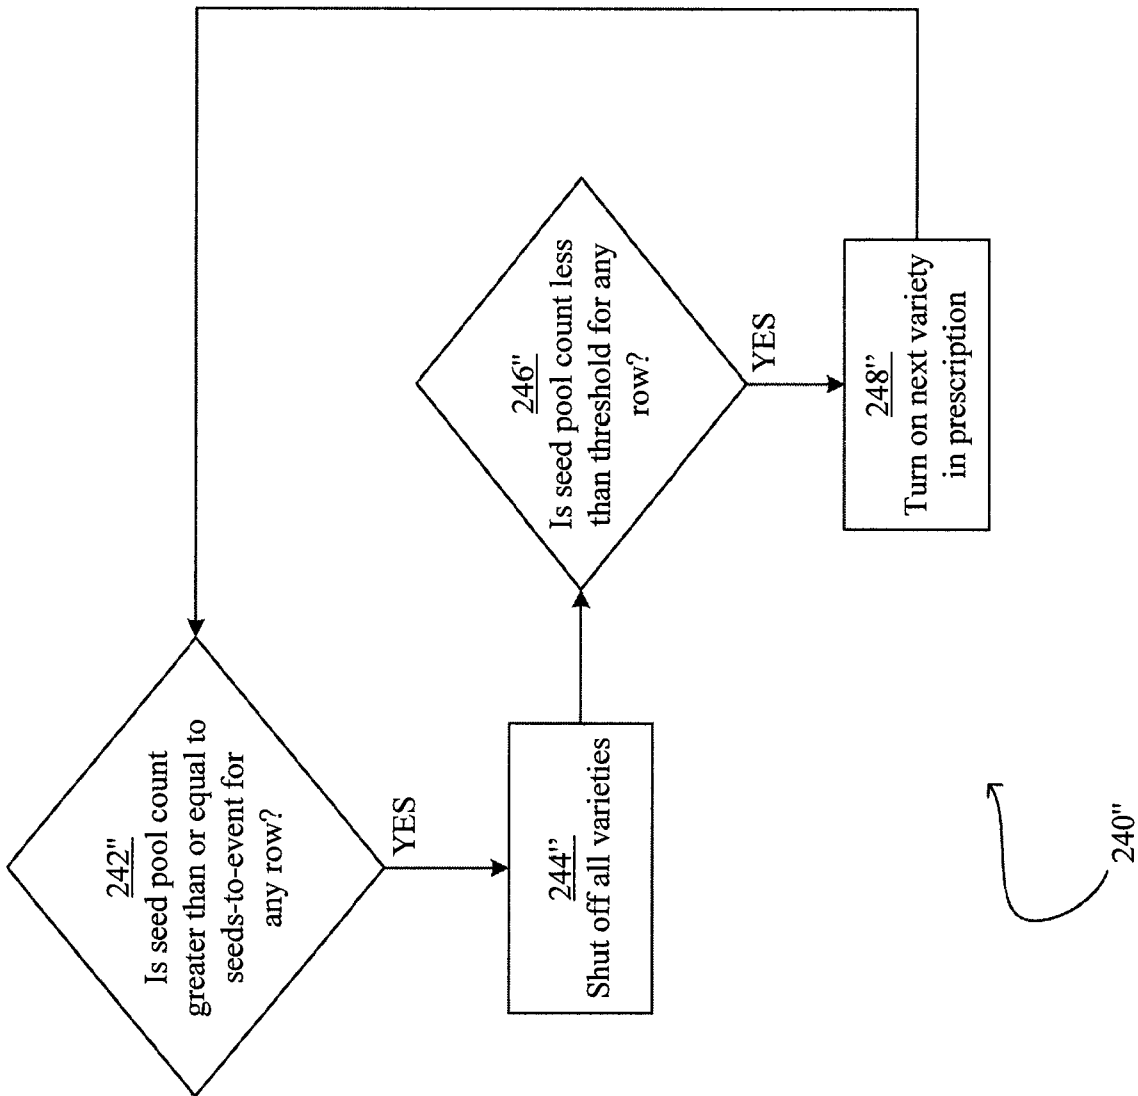 242"
Is seed pool count
greater than or equal to
seeds-to-event for
any row?
YES
244”
Shut off all varieties
246"
Is seed pool count less
than threshold for any
row?
YES
248”
Turn on next variety
in prescription
240"